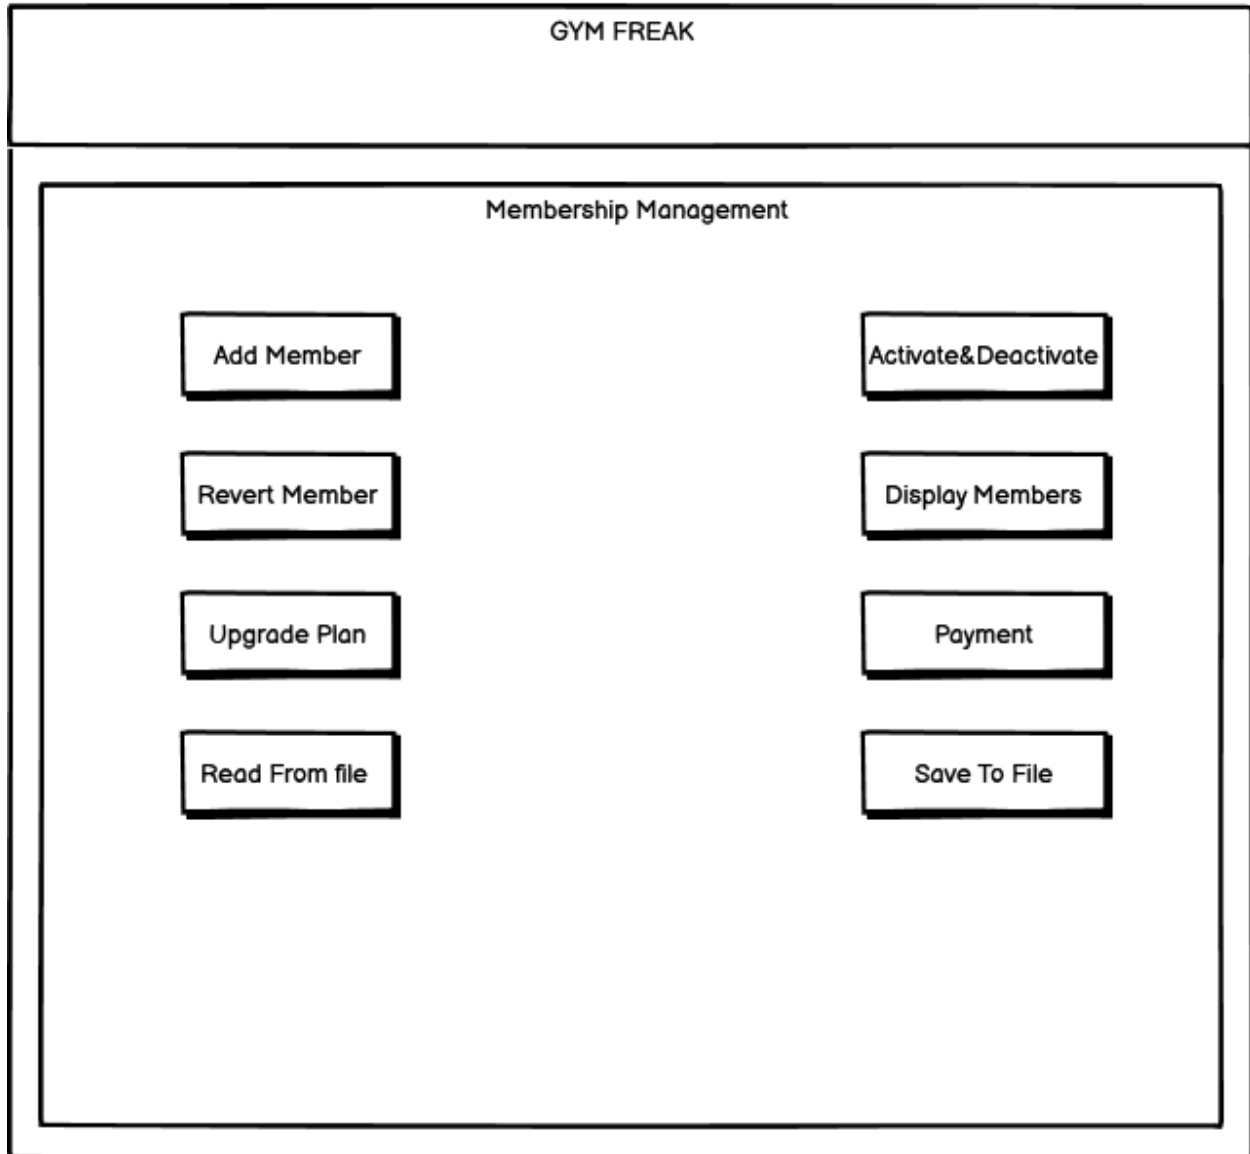 GYM FREAK
Membership Management
Add Member
Activate&Deactivate
Revert Member
Display Members
Upgrade Plan
Payment
Read From file
Save To File